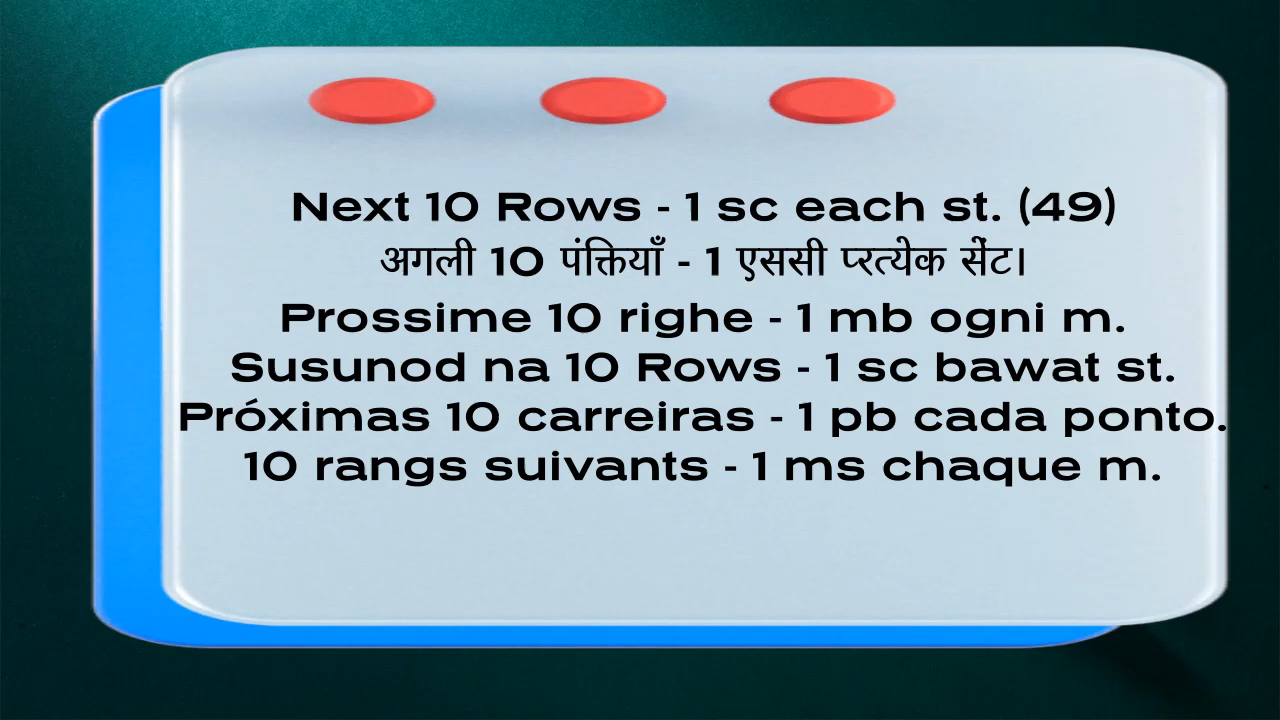 Next 10 Rows - 1 sc each st. (49)
अगली 10 पंक्तियाँ - 1 एससी प्रत्येक सेंट।
Prossime 10 righe - 1 mb ogni m.
Susunod na 10 Rows - 1 sc bawat st.
Próximas 10 carreiras - 1 pb cada ponto.
10 rangs suivants - 1 ms chaque m.